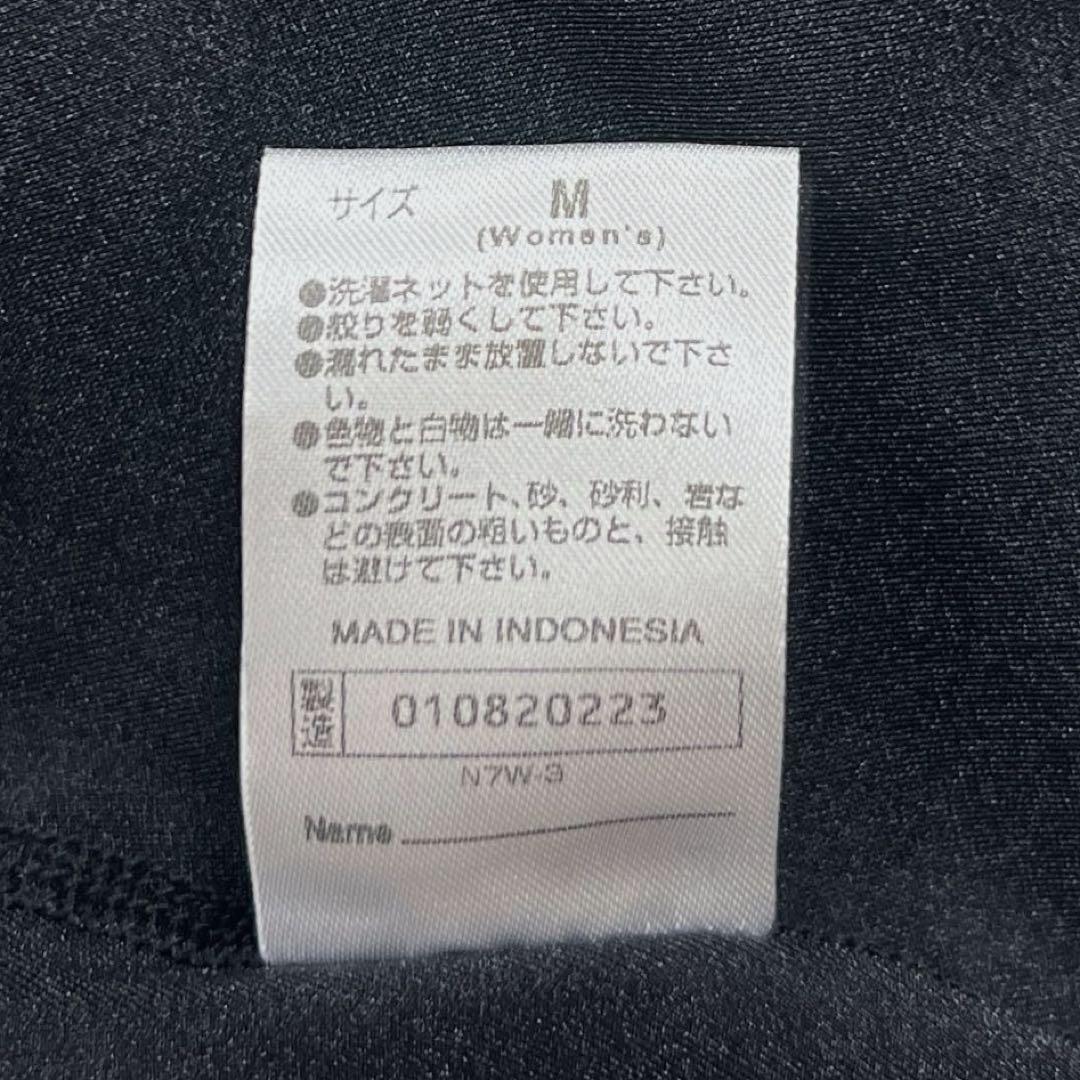 サイズ M
(Women's)
●洗濯ネットを使用して下さい。
●絞りを弱くして下さい。
●濡れたまま放置しないで下さ
い。
●色物と白物は一緒に洗わない
で下さい。
●コンクリート、砂、砂利、岩な
どの表面の粗いものと、接触
は避けて下さい。
MADE IN INDONESIA
製造 010820223
N7W-3
Name